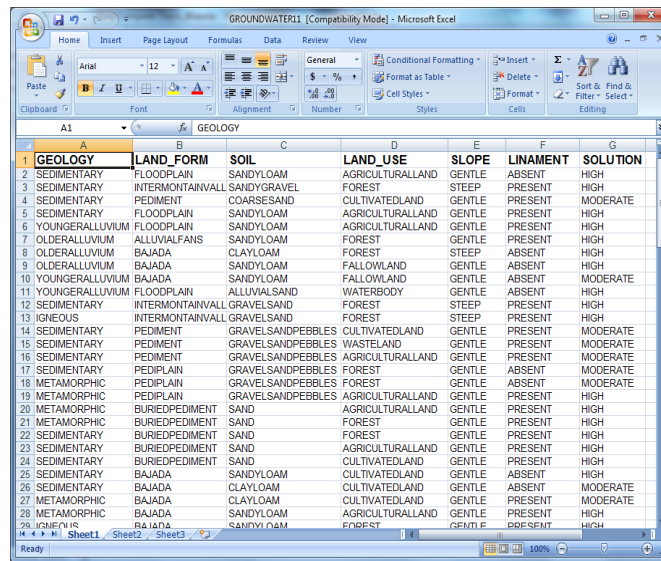 GROUNDWATER11 [Compatibility Mode] - Microsoft Excel
Home Insert Page Layout Formulas Data Review View
Paste
Arial 12 A A
B I U A
General
$ % ,
Conditional Formatting
Format as Table
Cell Styles
Insert
Delete
Format
Σ
Sort & Filter Find & Select
Clipboard Font Alignment Number Styles Cells Editing
A1 fx GEOLOGY
A B C D E F G
1 GEOLOGY LAND_FORM SOIL LAND_USE SLOPE LINAMENT SOLUTION
2 SEDIMENTARY FLOODPLAIN SANDYLOAM AGRICULTURALLAND GENTLE ABSENT HIGH
3 SEDIMENTARY INTERMONTAINVALL SANDYGRAVEL FOREST STEEP PRESENT HIGH
4 SEDIMENTARY PEDIMENT COARSESAND CULTIVATEDLAND GENTLE PRESENT MODERATE
5 SEDIMENTARY FLOODPLAIN SANDYLOAM AGRICULTURALLAND GENTLE PRESENT HIGH
6 YOUNGERALLUVIUM FLOODPLAIN SANDYLOAM AGRICULTURALLAND GENTLE PRESENT HIGH
7 OLDERALLUVIUM ALLUVIALFANS SANDYLOAM FOREST GENTLE PRESENT HIGH
8 OLDERALLUVIUM BAJADA CLAYLOAM FOREST STEEP ABSENT HIGH
9 OLDERALLUVIUM BAJADA SANDYLOAM FALLOWLAND GENTLE ABSENT HIGH
10 YOUNGERALLUVIUM BAJADA SANDYLOAM FALLOWLAND GENTLE ABSENT MODERATE
11 YOUNGERALLUVIUM FLOODPLAIN ALLUVIALSAND WATERBODY GENTLE ABSENT HIGH
12 SEDIMENTARY INTERMONTAINVALL GRAVELSAND FOREST STEEP PRESENT HIGH
13 IGNEOUS INTERMONTAINVALL GRAVELSAND FOREST STEEP PRESENT HIGH
14 SEDIMENTARY PEDIMENT GRAVELSANDPEBBLES CULTIVATEDLAND GENTLE PRESENT MODERATE
15 SEDIMENTARY PEDIMENT GRAVELSANDPEBBLES WASTELAND GENTLE PRESENT MODERATE
16 SEDIMENTARY PEDIMENT GRAVELSANDPEBBLES AGRICULTURALLAND GENTLE PRESENT MODERATE
17 SEDIMENTARY PEDIPLAIN GRAVELSANDPEBBLES FOREST GENTLE ABSENT MODERATE
18 METAMORPHIC PEDIPLAIN GRAVELSANDPEBBLES FOREST GENTLE ABSENT MODERATE
19 METAMORPHIC PEDIPLAIN GRAVELSANDPEBBLES AGRICULTURALLAND GENTLE PRESENT HIGH
20 METAMORPHIC BURIEDPEDIMENT SAND AGRICULTURALLAND GENTLE PRESENT HIGH
21 METAMORPHIC BURIEDPEDIMENT SAND FOREST GENTLE PRESENT HIGH
22 SEDIMENTARY BURIEDPEDIMENT SAND FOREST GENTLE PRESENT HIGH
23 SEDIMENTARY BURIEDPEDIMENT SAND AGRICULTURALLAND GENTLE PRESENT HIGH
24 SEDIMENTARY BURIEDPEDIMENT SAND CULTIVATEDLAND GENTLE PRESENT HIGH
25 SEDIMENTARY BAJADA SANDYLOAM CULTIVATEDLAND GENTLE ABSENT HIGH
26 SEDIMENTARY BAJADA CLAYLOAM CULTIVATEDLAND GENTLE ABSENT MODERATE
27 METAMORPHIC BAJADA CLAYLOAM CULTIVATEDLAND GENTLE PRESENT MODERATE
28 METAMORPHIC BAJADA SANDYLOAM AGRICULTURALLAND GENTLE PRESENT HIGH
29 IGNEOUS BAJADA SANDYLOAM FOREST GENTLE PRESENT HIGH
Sheet1 Sheet2 Sheet3
Ready 100%